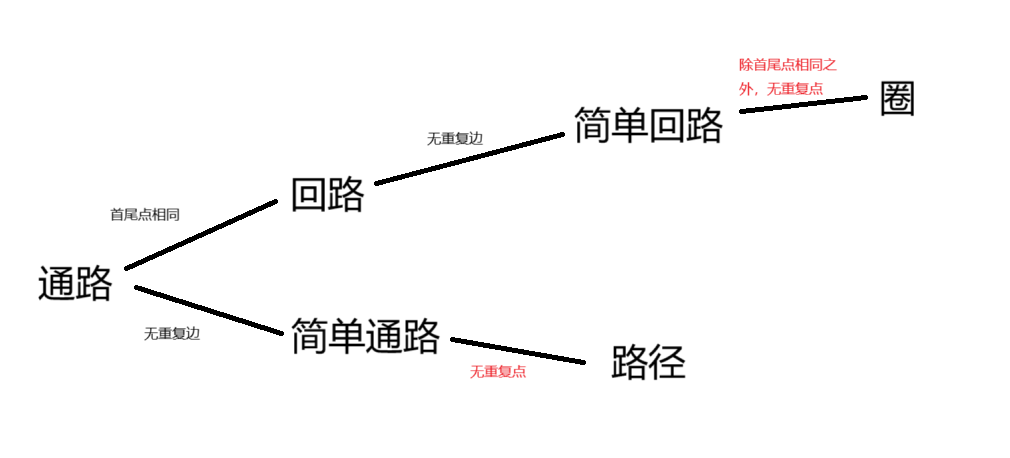 除首尾点相同之
外，无重复点
圈
简单回路
无重复边
回路
首尾点相同
通路
无重复边
简单通路
无重复点
路径